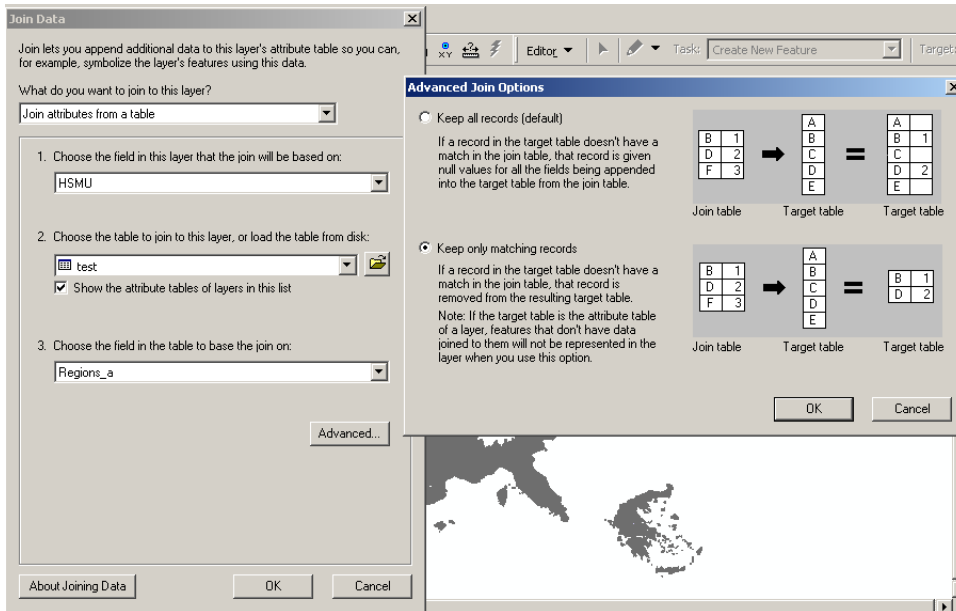 Join Data
Join lets you append additional data to this layer's attribute table so you can,
for example, symbolize the layer's features using this data.
What do you want to join to this layer?
Join attributes from a table
1. Choose the field in this layer that the join will be based on:
HSMU
2. Choose the table to join to this layer, or load the table from disk:
test
Show the attribute tables of layers in this list
3. Choose the field in the table to base the join on:
Regions_a
Advanced...
About Joining Data
OK
Cancel
XY
Editor
Task:
Create New Feature
Target:
Advanced Join Options
Keep all records (default)
If a record in the target table doesn't have a
match in the join table, that record is given
null values for all the fields being appended
into the target table from the join table.
B 1
D 2
F 3
A
B
C
D
E
=
A
B 1
C
D 2
E
Join table
Target table
Target table
Keep only matching records
If a record in the target table doesn't have a
match in the join table, that record is
removed from the resulting target table.
Note: If the target table is the attribute table
of a layer, features that don't have data
joined to them will not be represented in the
layer when you use this option.
B 1
D 2
F 3
A
B
C
D
E
=
B 1
D 2
Join table
Target table
Target table
OK
Cancel